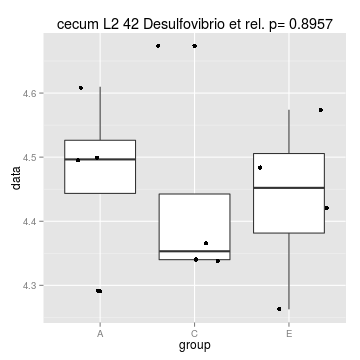 cecum L2 42 Desulfovibrio et rel. p= 0.8957
data
4.6
4.5
4.4
4.3
A C E
group